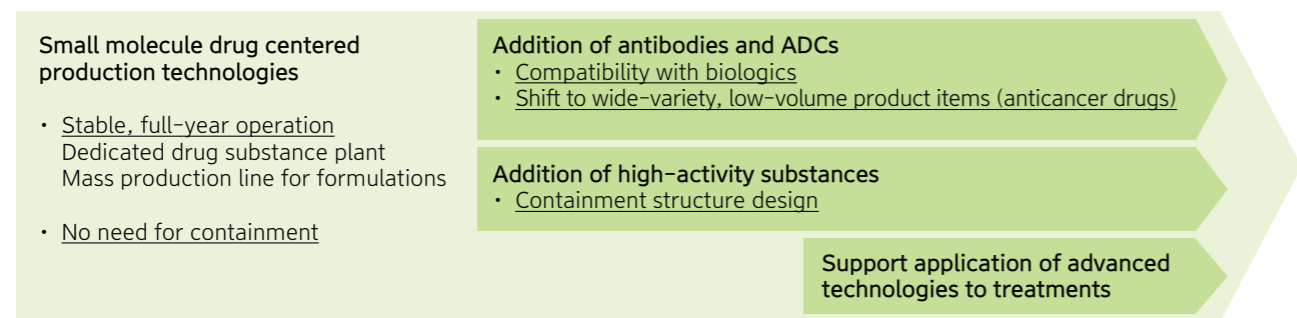 Small molecule drug centered
production technologies
・ Stable, full-year operation
Dedicated drug substance plant
Mass production line for formulations
・ No need for containment
Addition of antibodies and ADCs
・ Compatibility with biologics
・ Shift to wide-variety, low-volume product items (anticancer drugs)
Addition of high-activity substances
・ Containment structure design
Support application of advanced
technologies to treatments